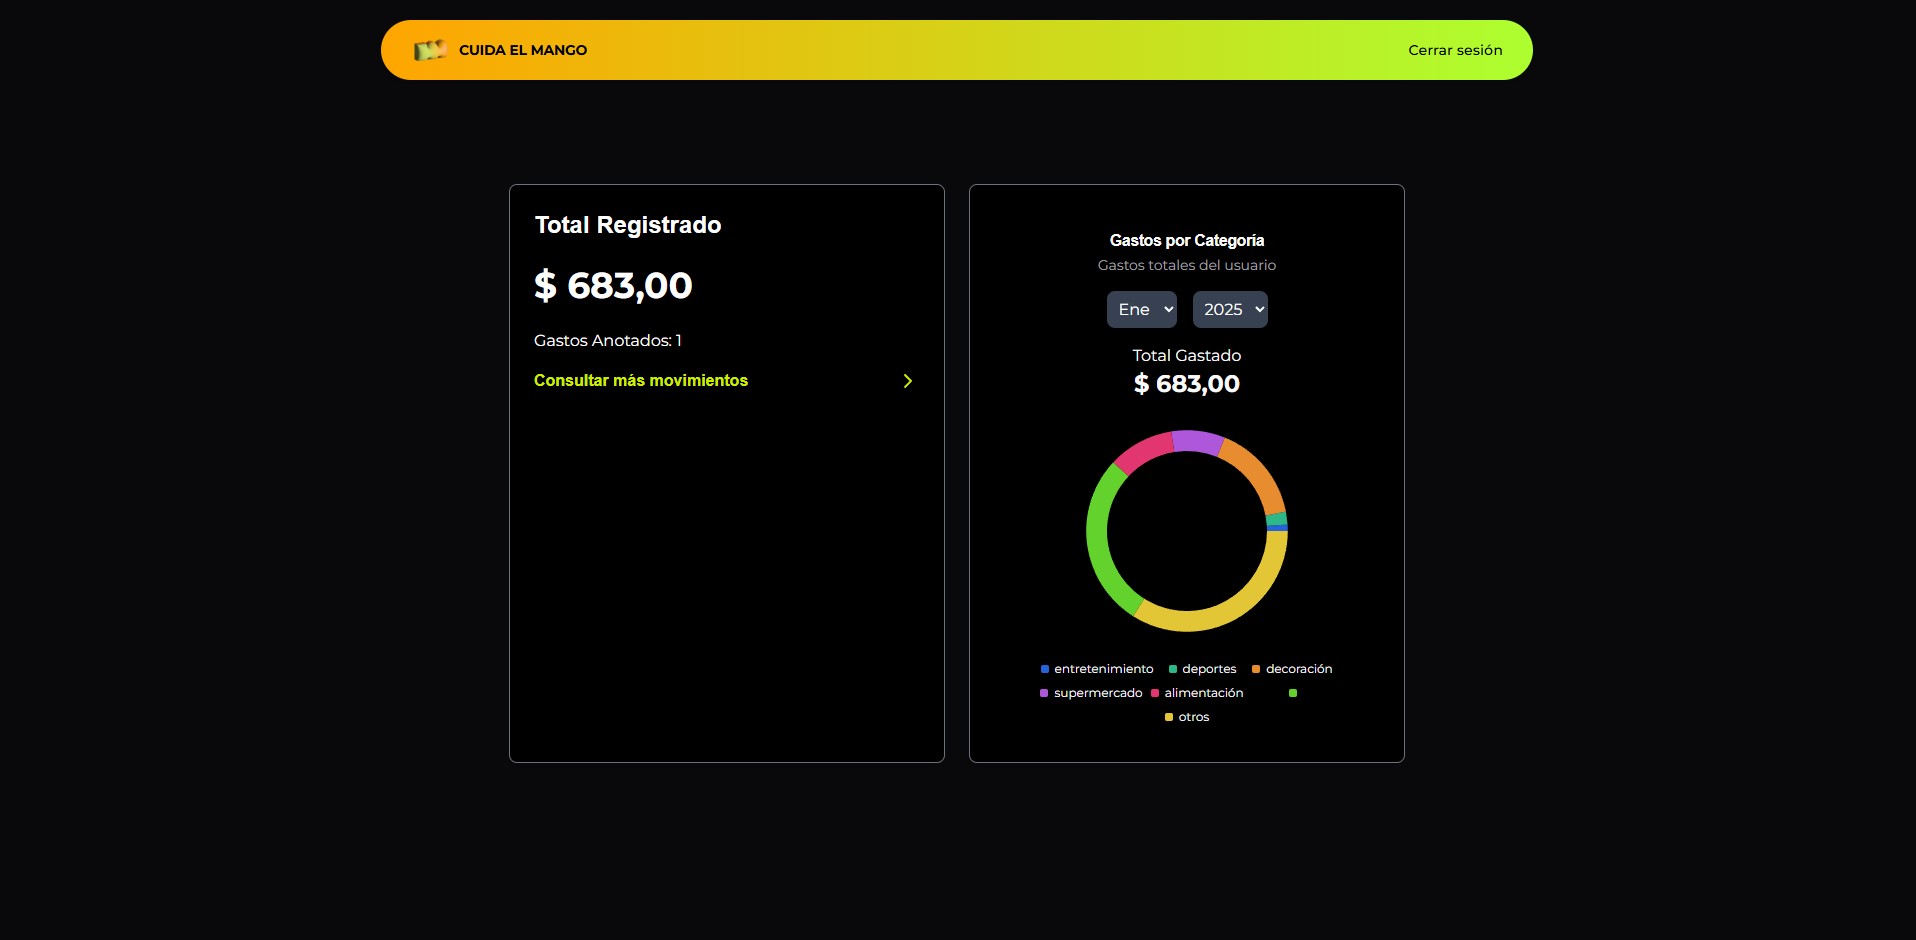 CUIDA EL MANGO
Cerrar sesión
Total Registrado
$ 683,00
Gastos Anotados: 1
Consultar más movimientos
Gastos por Categoría
Gastos totales del usuario
Ene 2025
Total Gastado
$ 683,00
entretenimiento deportes decoración
supermercado alimentación
otros